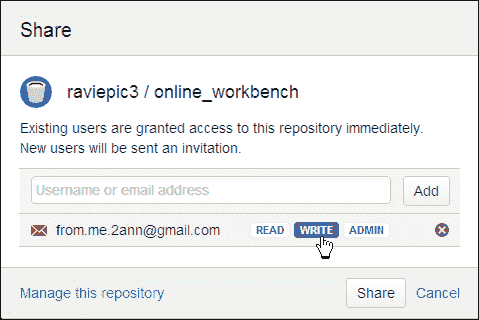 Share
raviepic3 / online_workbench
Existing users are granted access to this repository immediately.
New users will be sent an invitation.
Username or email address
Add
from.me.2ann@gmail.com READ WRITE ADMIN
Manage this repository
Share Cancel